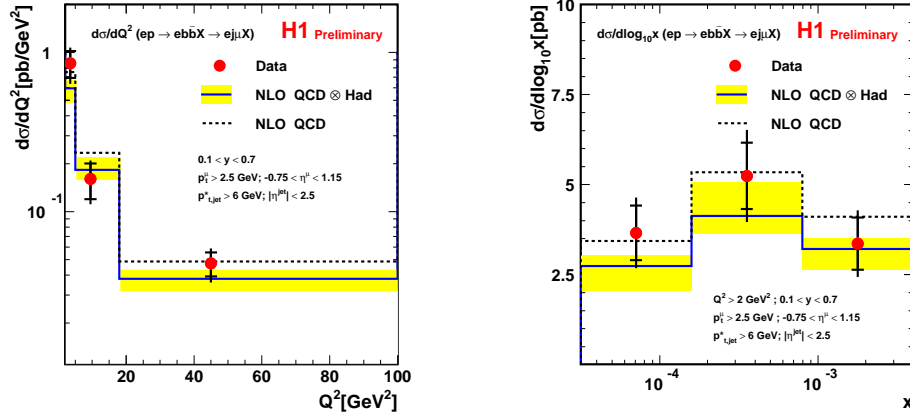 dσ/dQ² (ep → ebb̄X → ejμX)
H1 Preliminary
Data
NLO QCD ⊗ Had
NLO QCD
0.1 < y < 0.7
pₜ^μ > 2.5 GeV; -0.75 < η^μ < 1.15
p*ₜ,jet > 6 GeV; |η^jet| < 2.5
dσ/dQ² [pb/GeV²]
1
10⁻¹
20 40 60 80 100
Q²[GeV²]
dσ/dlog₁₀x (ep → ebb̄X → ejμX)
H1 Preliminary
Data
NLO QCD ⊗ Had
NLO QCD
Q² > 2 GeV² ; 0.1 < y < 0.7
pₜ^μ > 2.5 GeV ; -0.75 < η^μ < 1.15
p*ₜ,jet > 6 GeV; |η^jet| < 2.5
dσ/dlog₁₀x[pb]
10
7.5
5
2.5
10⁻⁴ 10⁻³
x